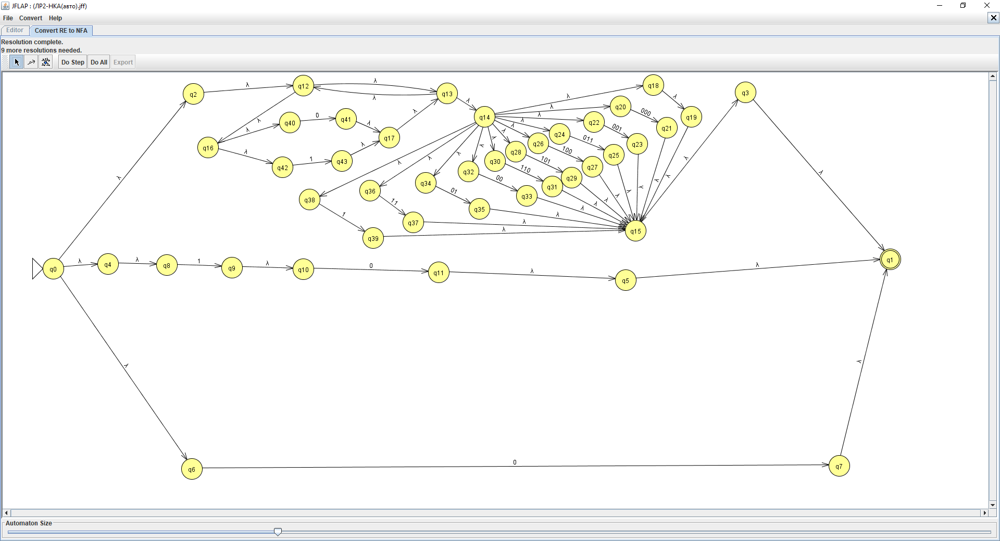 JFLAP : (ЛР2-НКА(авто).jff)
File Convert Help
Editor Convert RE to NFA
Resolution complete.
9 more resolutions needed.
Do Step Do All Export
q2 λ q12 λ λ q13 λ q14 λ q18 λ q19 q3
q40 0 q41 λ q17 λ λ q20 000 q21
q16 λ λ λ λ q22 001 q23
q42 1 q43 λ λ q24 011 q25
λ q26 100 q27
λ q28 101 q29
λ q30 110 q31
λ q32 00 q33
λ q34 01 q35
λ q36 11 q37
λ q38 1 q39
λ λ λ λ λ λ λ λ λ λ λ q15 λ λ
q0 λ q4 λ q8 1 q9 λ q10 0 q11 λ q5 λ q1
λ λ
λ q6 0 q7 λ
Automaton Size